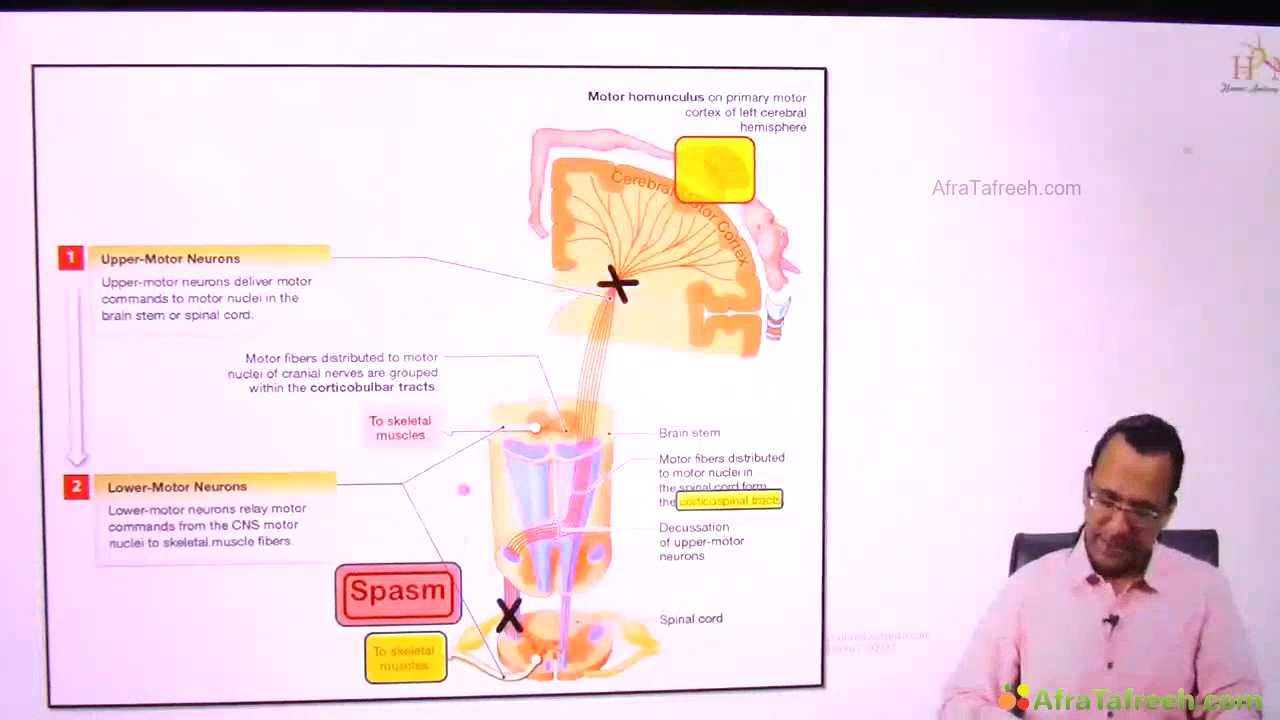 Motor homunculus on primary motor
cortex of left cerebral
hemisphere
Cerebral Motor Cortex
AfraTafreeh.com
1
Upper-Motor Neurons
Upper-motor neurons deliver motor
commands to motor nuclei in the
brain stem or spinal cord.
Motor fibers distributed to motor
nuclei of cranial nerves are grouped
within the corticobulbar tracts.
To skeletal
muscles
Brain stem
Motor fibers distributed
to motor nuclei in
the spinal cord form
the corticospinal tracts
2
Lower-Motor Neurons
Lower-motor neurons relay motor
commands from the CNS motor
nuclei to skeletal muscle fibers
Decussation
of upper-motor
neurons
Spasm
Spinal cord
To skeletal
muscles
AfraTafreeh.com